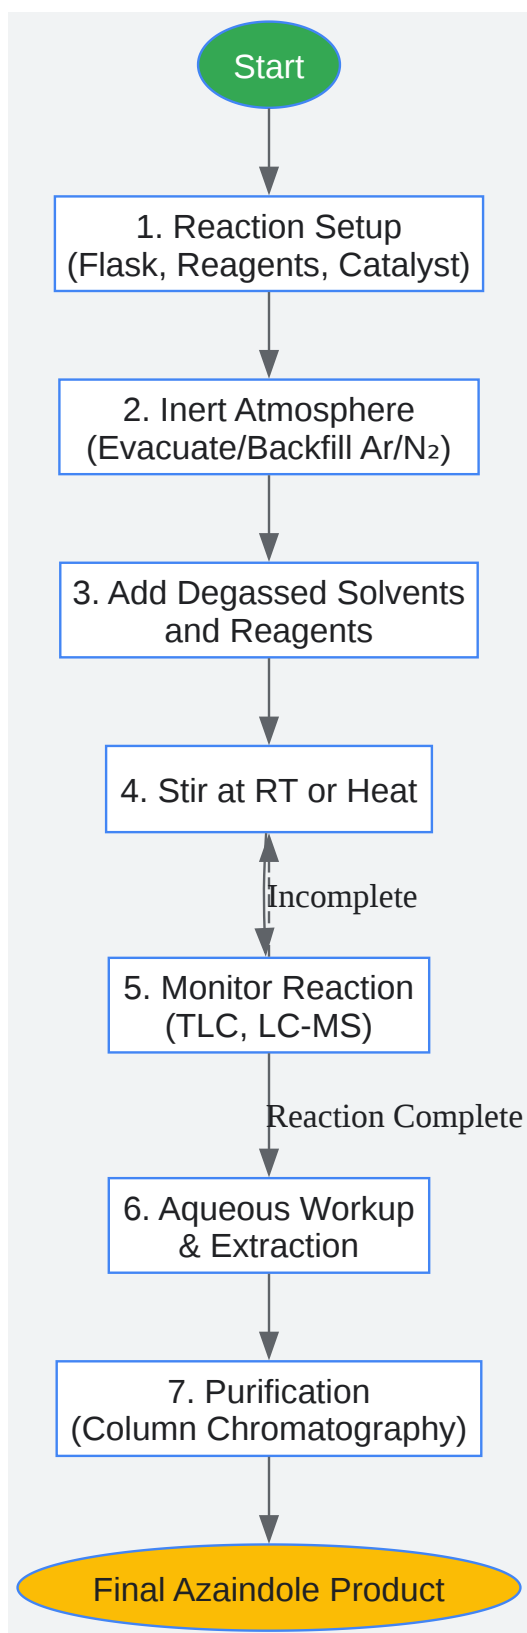 Start
1. Reaction Setup
(Flask, Reagents, Catalyst)
2. Inert Atmosphere
(Evacuate/Backfill Ar/N₂)
3. Add Degassed Solvents
and Reagents
4. Stir at RT or Heat
Incomplete
5. Monitor Reaction
(TLC, LC-MS)
Reaction Complete
6. Aqueous Workup
& Extraction
7. Purification
(Column Chromatography)
Final Azaindole Product